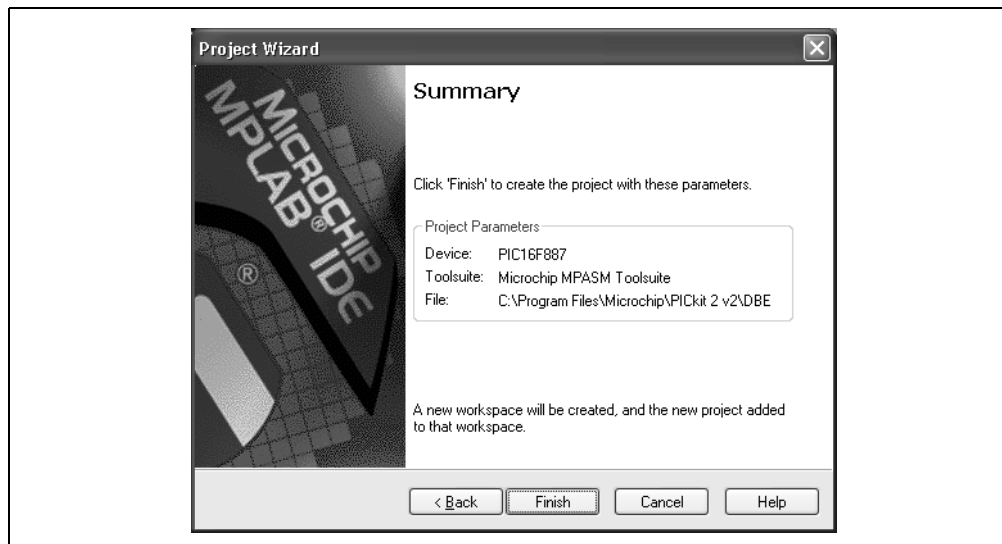 Project Wizard
MICROCHIP
MPLAB® IDE
®
Summary
Click 'Finish' to create the project with these parameters.
Project Parameters
Device: PIC16F887
Toolsuite: Microchip MPASM Toolsuite
File: C:\Program Files\Microchip\PICkit 2 v2\DBE
A new workspace will be created, and the new project added
to that workspace.
< Back Finish Cancel Help